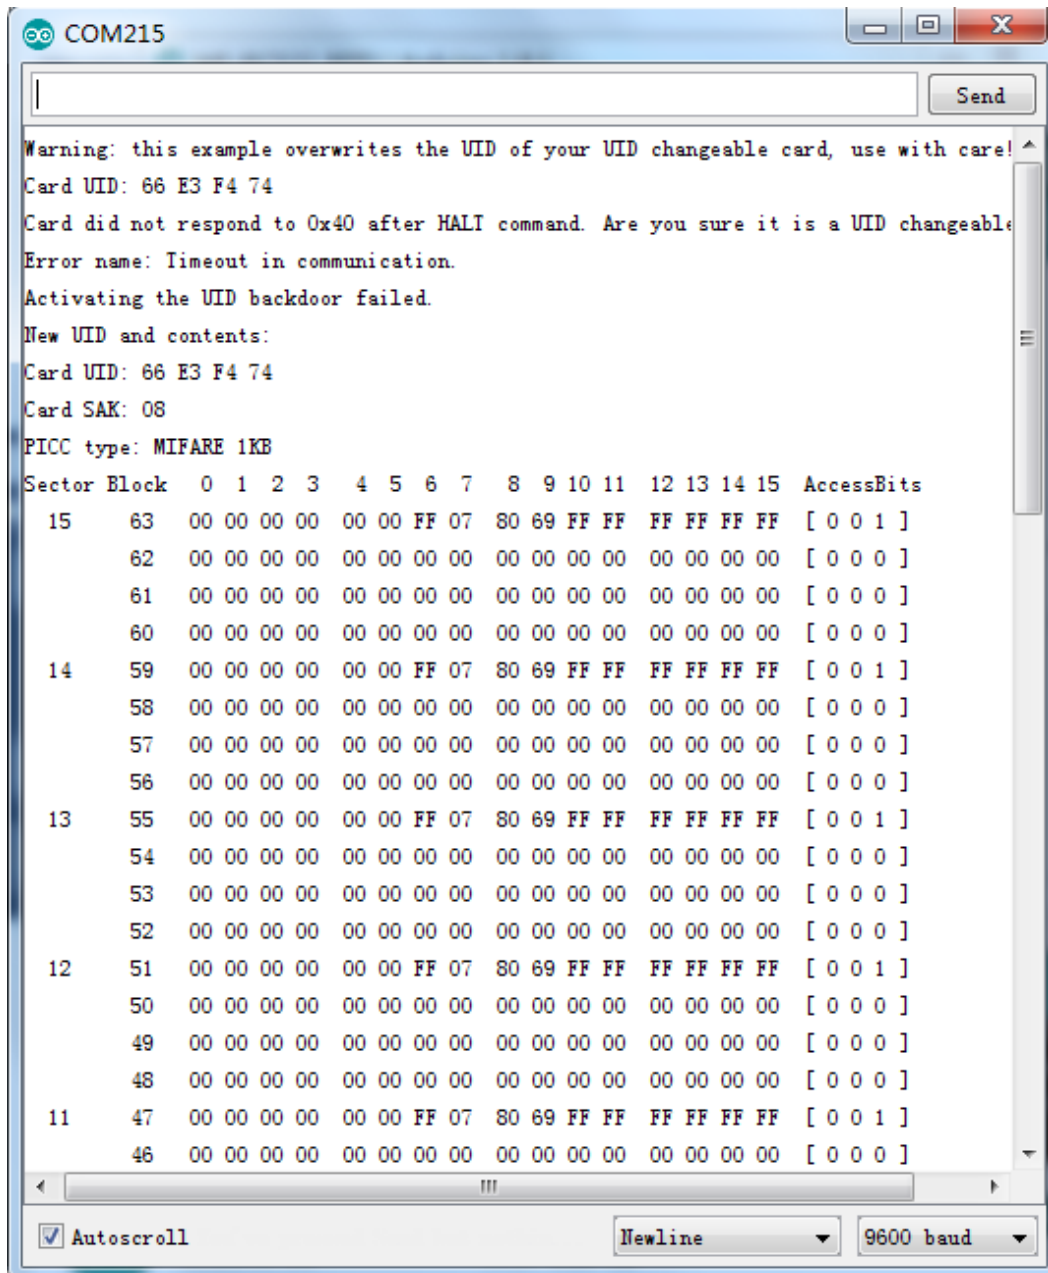 COM215
Send
Warning: this example overwrites the UID of your UID changeable card, use with care!
Card UID: 66 E3 F4 74
Card did not respond to 0x40 after HALT command. Are you sure it is a UID changeable
Error name: Timeout in communication.
Activating the UID backdoor failed.
New UID and contents:
Card UID: 66 E3 F4 74
Card SAK: 08
PICC type: MIFARE 1KB
Sector Block 0 1 2 3 4 5 6 7 8 9 10 11 12 13 14 15 AccessBits
15 63 00 00 00 00 00 00 FF 07 80 69 FF FF FF FF FF FF [ 0 0 1 ]
62 00 00 00 00 00 00 00 00 00 00 00 00 00 00 00 00 [ 0 0 0 ]
61 00 00 00 00 00 00 00 00 00 00 00 00 00 00 00 00 [ 0 0 0 ]
60 00 00 00 00 00 00 00 00 00 00 00 00 00 00 00 00 [ 0 0 0 ]
14 59 00 00 00 00 00 00 FF 07 80 69 FF FF FF FF FF FF [ 0 0 1 ]
58 00 00 00 00 00 00 00 00 00 00 00 00 00 00 00 00 [ 0 0 0 ]
57 00 00 00 00 00 00 00 00 00 00 00 00 00 00 00 00 [ 0 0 0 ]
56 00 00 00 00 00 00 00 00 00 00 00 00 00 00 00 00 [ 0 0 0 ]
13 55 00 00 00 00 00 00 FF 07 80 69 FF FF FF FF FF FF [ 0 0 1 ]
54 00 00 00 00 00 00 00 00 00 00 00 00 00 00 00 00 [ 0 0 0 ]
53 00 00 00 00 00 00 00 00 00 00 00 00 00 00 00 00 [ 0 0 0 ]
52 00 00 00 00 00 00 00 00 00 00 00 00 00 00 00 00 [ 0 0 0 ]
12 51 00 00 00 00 00 00 FF 07 80 69 FF FF FF FF FF FF [ 0 0 1 ]
50 00 00 00 00 00 00 00 00 00 00 00 00 00 00 00 00 [ 0 0 0 ]
49 00 00 00 00 00 00 00 00 00 00 00 00 00 00 00 00 [ 0 0 0 ]
48 00 00 00 00 00 00 00 00 00 00 00 00 00 00 00 00 [ 0 0 0 ]
11 47 00 00 00 00 00 00 FF 07 80 69 FF FF FF FF FF FF [ 0 0 1 ]
46 00 00 00 00 00 00 00 00 00 00 00 00 00 00 00 00 [ 0 0 0 ]
Autoscroll Newline 9600 baud